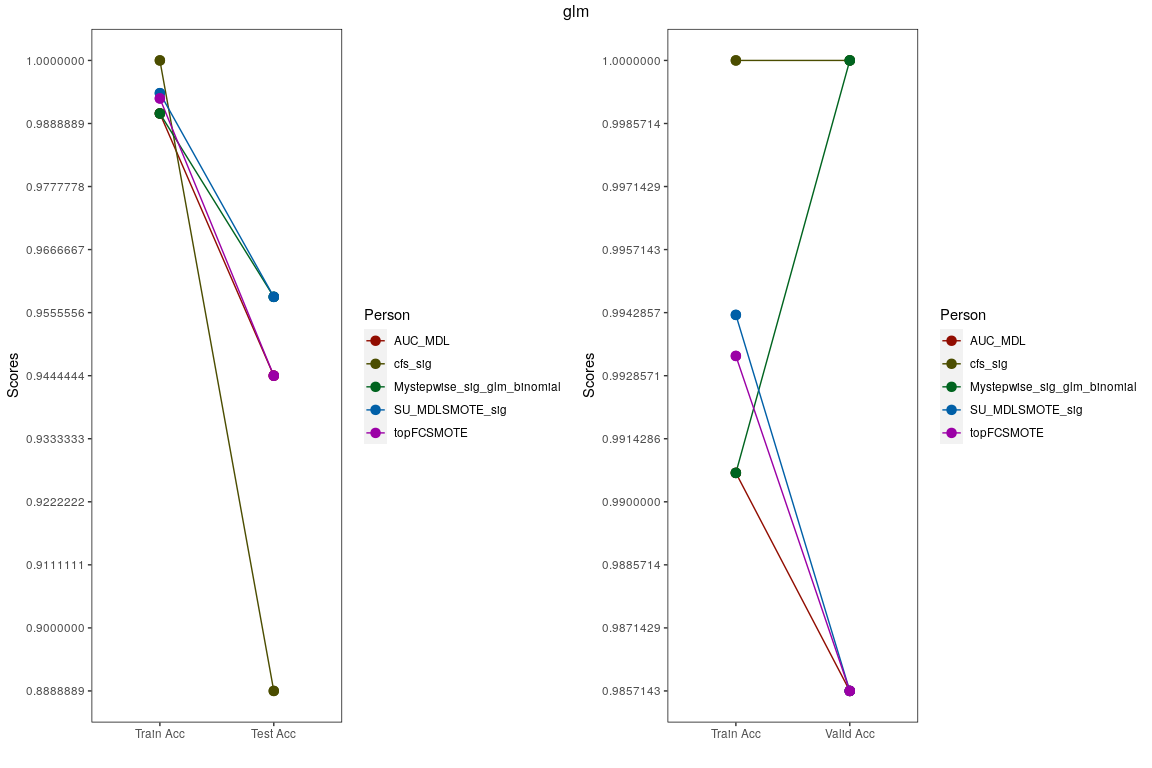 glm
Scores
1.0000000
0.9888889
0.9777778
0.9666667
0.9555556
0.9444444
0.9333333
0.9222222
0.9111111
0.9000000
0.8888889
Train Acc
Test Acc
Person
AUC_MDL
cfs_sig
Mystepwise_sig_glm_binomial
SU_MDLSMOTE_sig
topFCSMOTE
Scores
1.0000000
0.9985714
0.9971429
0.9957143
0.9942857
0.9928571
0.9914286
0.9900000
0.9885714
0.9871429
0.9857143
Train Acc
Valid Acc
Person
AUC_MDL
cfs_sig
Mystepwise_sig_glm_binomial
SU_MDLSMOTE_sig
topFCSMOTE